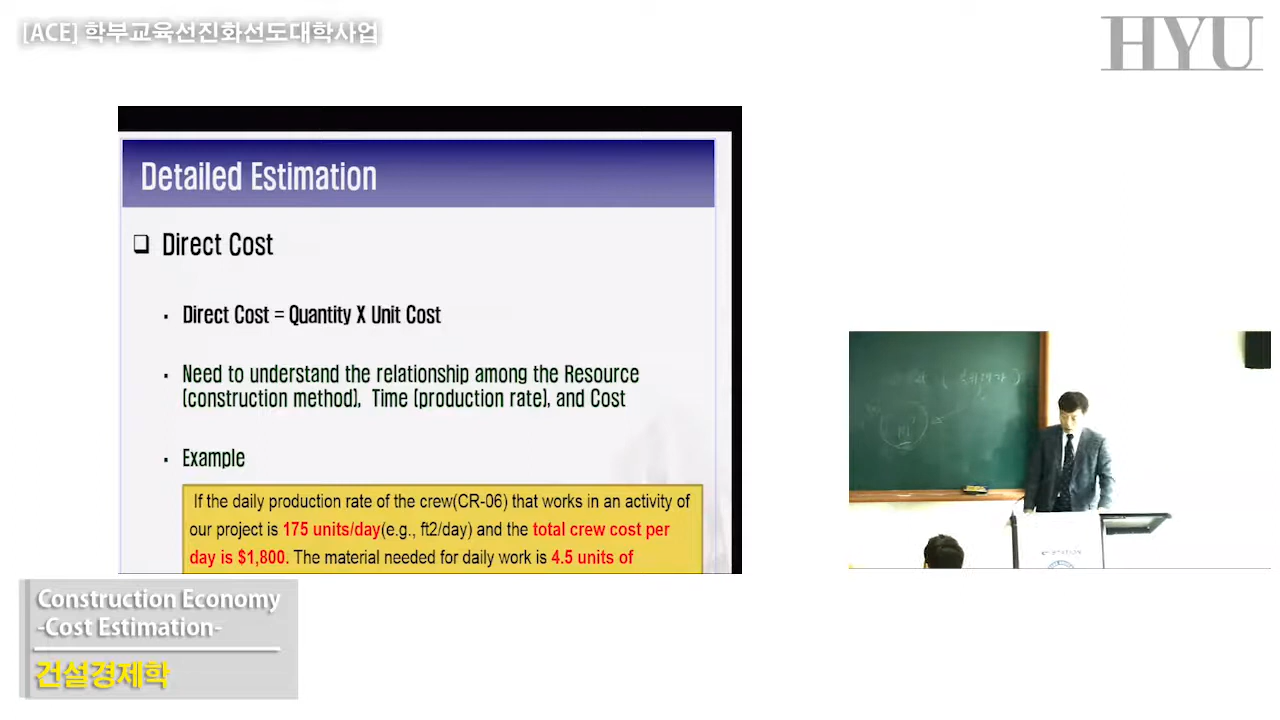 [ACE] 학부교육선진화선도대학사업
HYU
Detailed Estimation
❑ Direct Cost
· Direct Cost = Quantity X Unit Cost
· Need to understand the relationship among the Resource
(construction method), Time (production rate), and Cost
· Example
If the daily production rate of the crew(CR-06) that works in an activity of
our project is 175 units/day(e.g., ft2/day) and the total crew cost per
day is $1,800. The material needed for daily work is 4.5 units of
Construction Economy
-Cost Estimation-
건설경제학